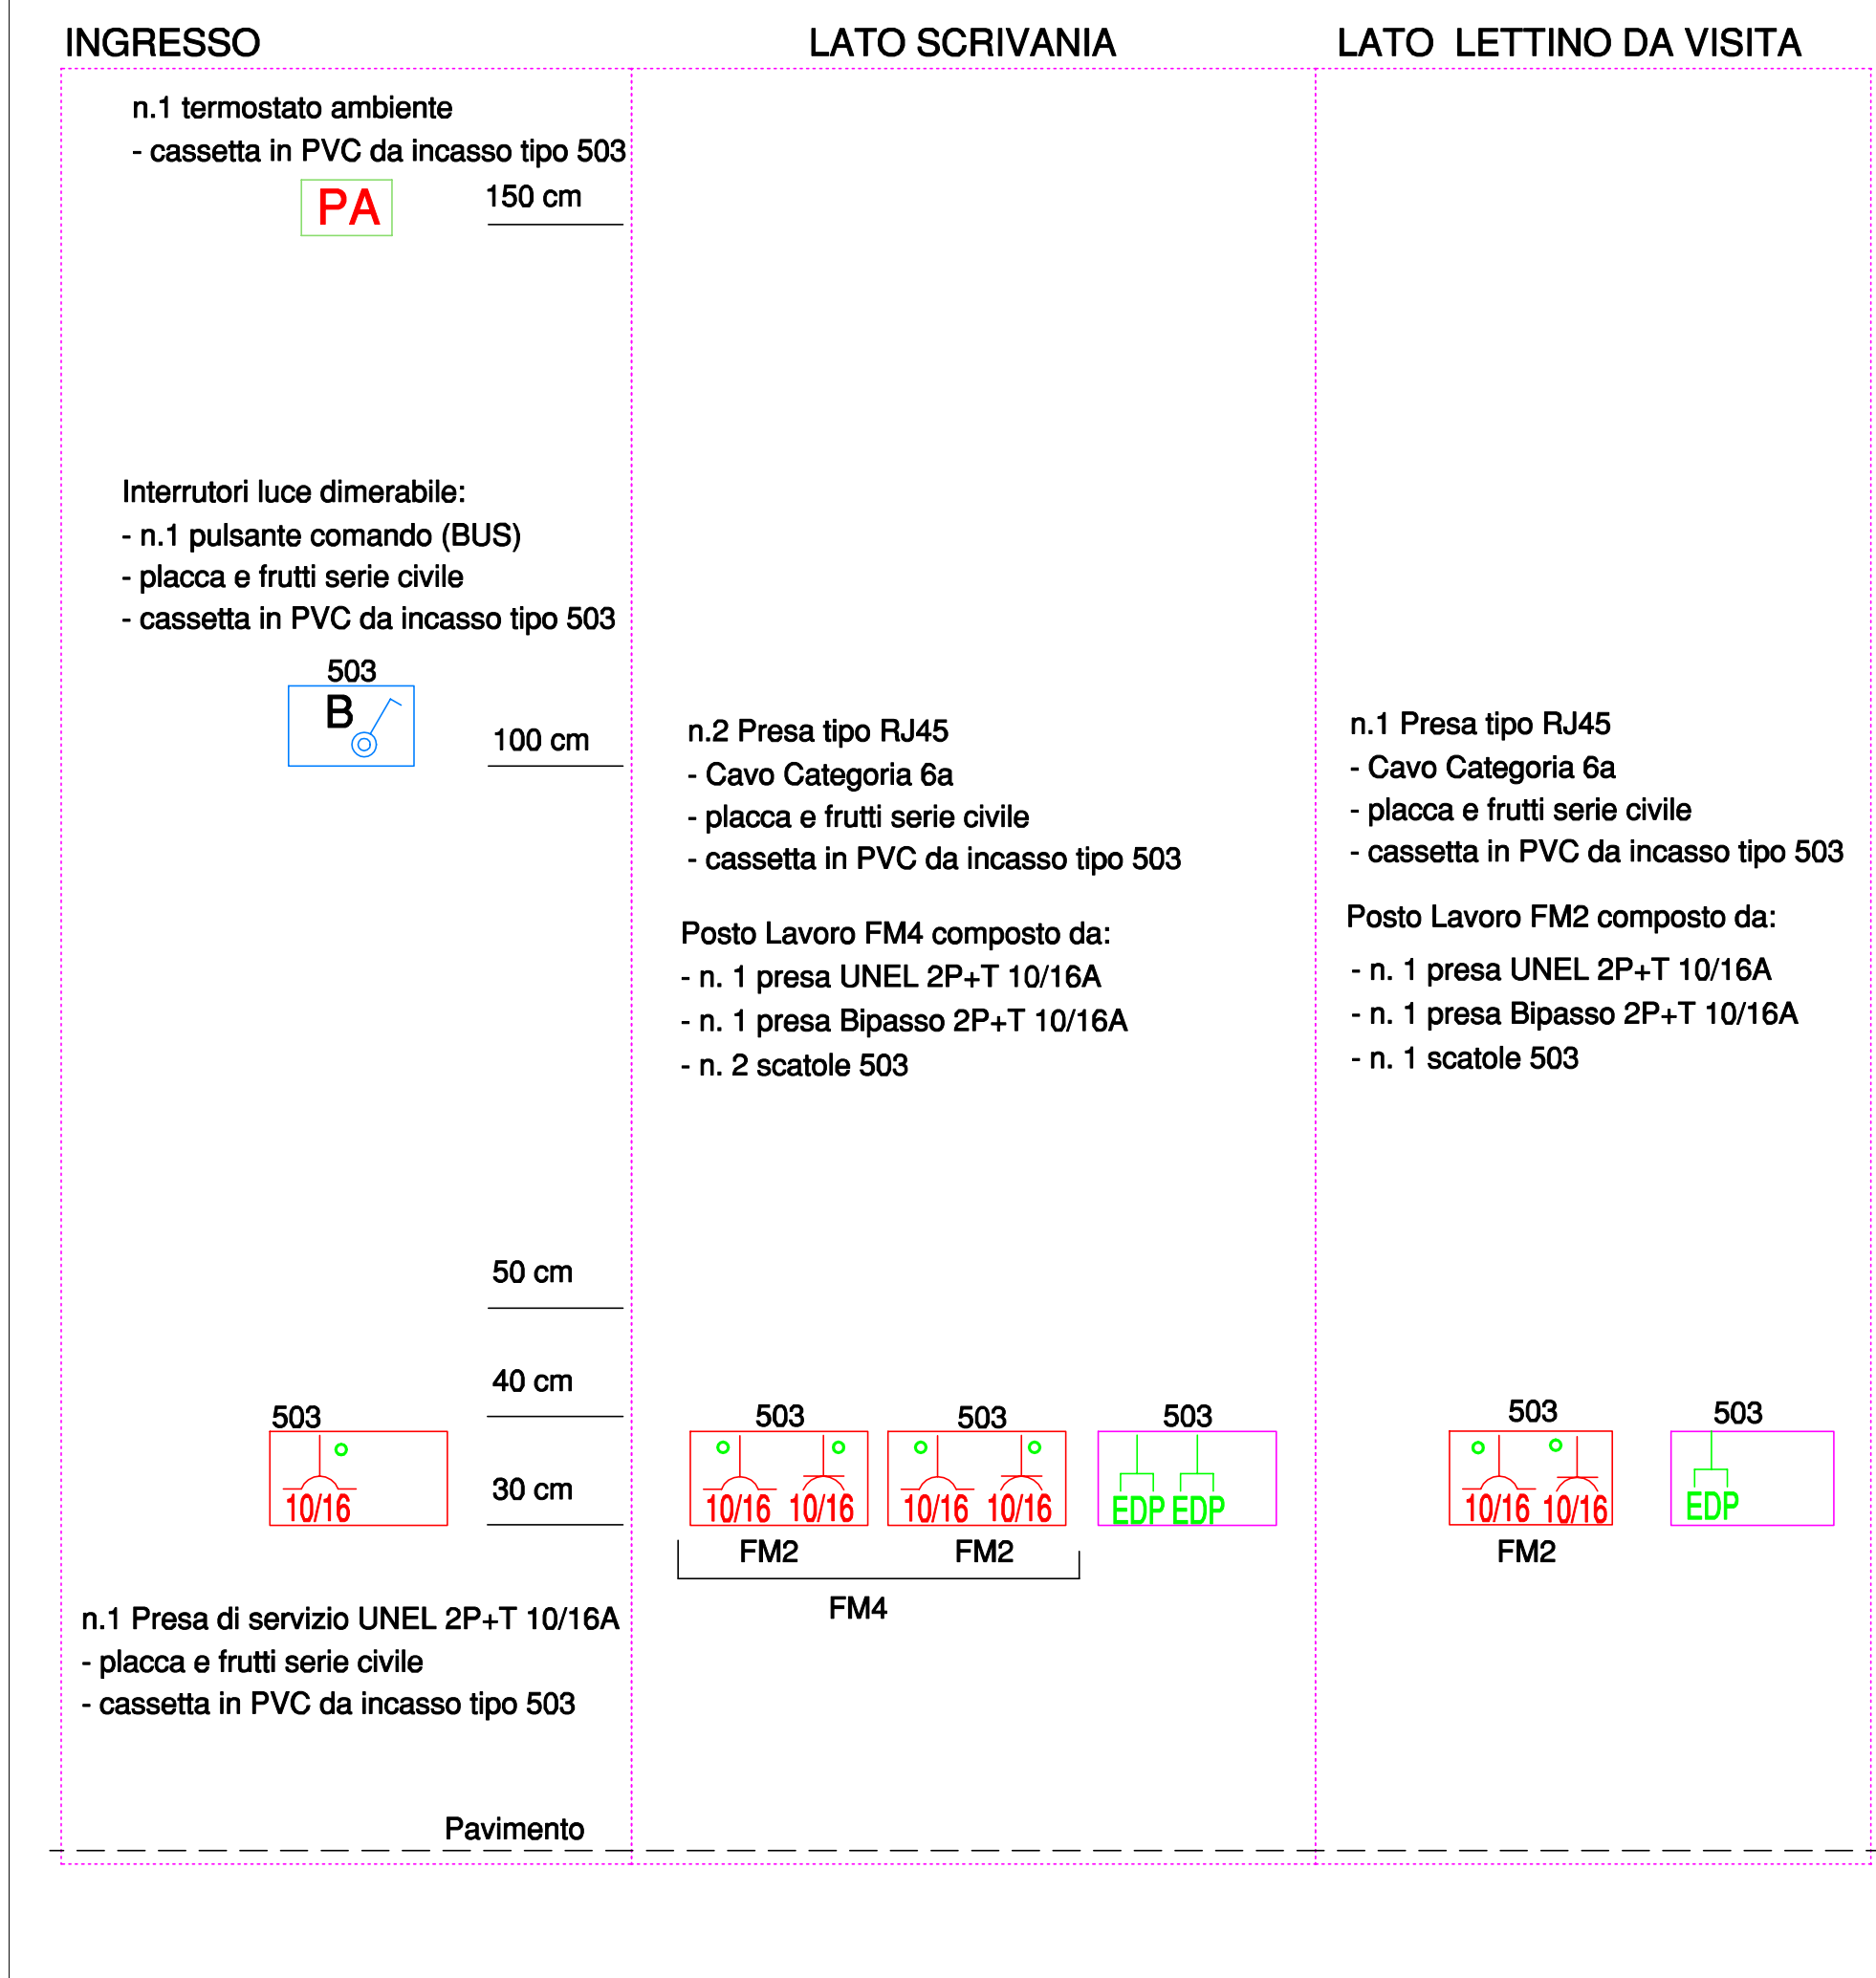 INGRESSO
n.1 termostato ambiente
- cassetta in PVC da incasso tipo 503
PA
150 cm
Interrutori luce dimerabile:
- n.1 pulsante comando (BUS)
- placca e frutti serie civile
- cassetta in PVC da incasso tipo 503
503
B
100 cm
50 cm
40 cm
30 cm
503
10/16
n.1 Presa di servizio UNEL 2P+T 10/16A
- placca e frutti serie civile
- cassetta in PVC da incasso tipo 503
Pavimento
LATO SCRIVANIA
n.2 Presa tipo RJ45
- Cavo Categoria 6a
- placca e frutti serie civile
- cassetta in PVC da incasso tipo 503
Posto Lavoro FM4 composto da:
- n. 1 presa UNEL 2P+T 10/16A
- n. 1 presa Bipasso 2P+T 10/16A
- n. 2 scatole 503
503 503 503
10/16 10/16 10/16 10/16 EDP EDP
FM2 FM2
FM4
LATO LETTINO DA VISITA
n.1 Presa tipo RJ45
- Cavo Categoria 6a
- placca e frutti serie civile
- cassetta in PVC da incasso tipo 503
Posto Lavoro FM2 composto da:
- n. 1 presa UNEL 2P+T 10/16A
- n. 1 presa Bipasso 2P+T 10/16A
- n. 1 scatole 503
503 503
10/16 10/16 EDP
FM2